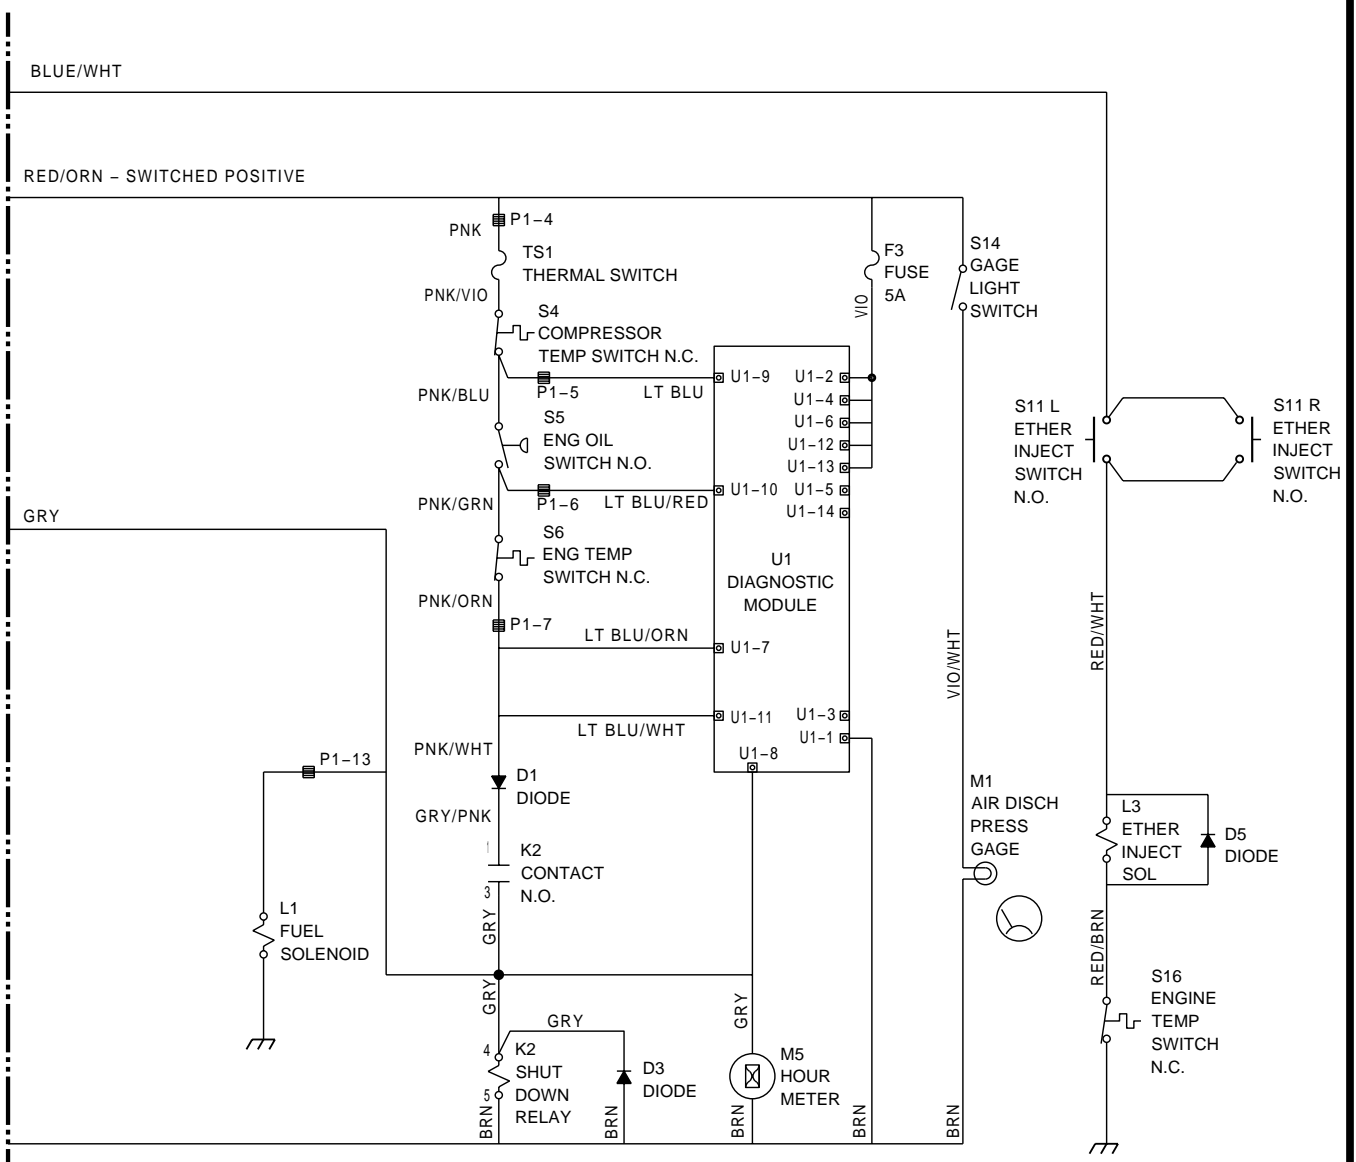 BLUE/WHT
RED/ORN – SWITCHED POSITIVE
P1–4
PNK
TS1
THERMAL SWITCH
PNK/VIO
S4
COMPRESSOR
TEMP SWITCH N.C.
P1–5
LT BLU
PNK/BLU
S5
ENG OIL
SWITCH N.O.
P1–6
LT BLU/RED
PNK/GRN
S6
ENG TEMP
SWITCH N.C.
PNK/ORN
P1–7
LT BLU/ORN
LT BLU/WHT
PNK/WHT
D1
DIODE
GRY/PNK
1
K2
CONTACT
N.O.
3
GRY
GRY
GRY
P1–13
L1
FUEL
SOLENOID
GRY
4
K2
SHUT
DOWN
RELAY
5
BRN
D3
DIODE
BRN
GRY
M5
HOUR
METER
BRN
F3
FUSE
5A
VIO
U1–9
U1–2
U1–4
U1–6
U1–12
U1–13
U1–10
U1–5
U1–14
U1
DIAGNOSTIC
MODULE
U1–7
U1–11
U1–3
U1–1
U1–8
BRN
S14
GAGE
LIGHT
SWITCH
VIO/WHT
M1
AIR DISCH
PRESS
GAGE
BRN
S11 L
ETHER
INJECT
SWITCH
N.O.
S11 R
ETHER
INJECT
SWITCH
N.O.
RED/WHT
L3
ETHER
INJECT
SOL
D5
DIODE
RED/BRN
S16
ENGINE
TEMP
SWITCH
N.C.